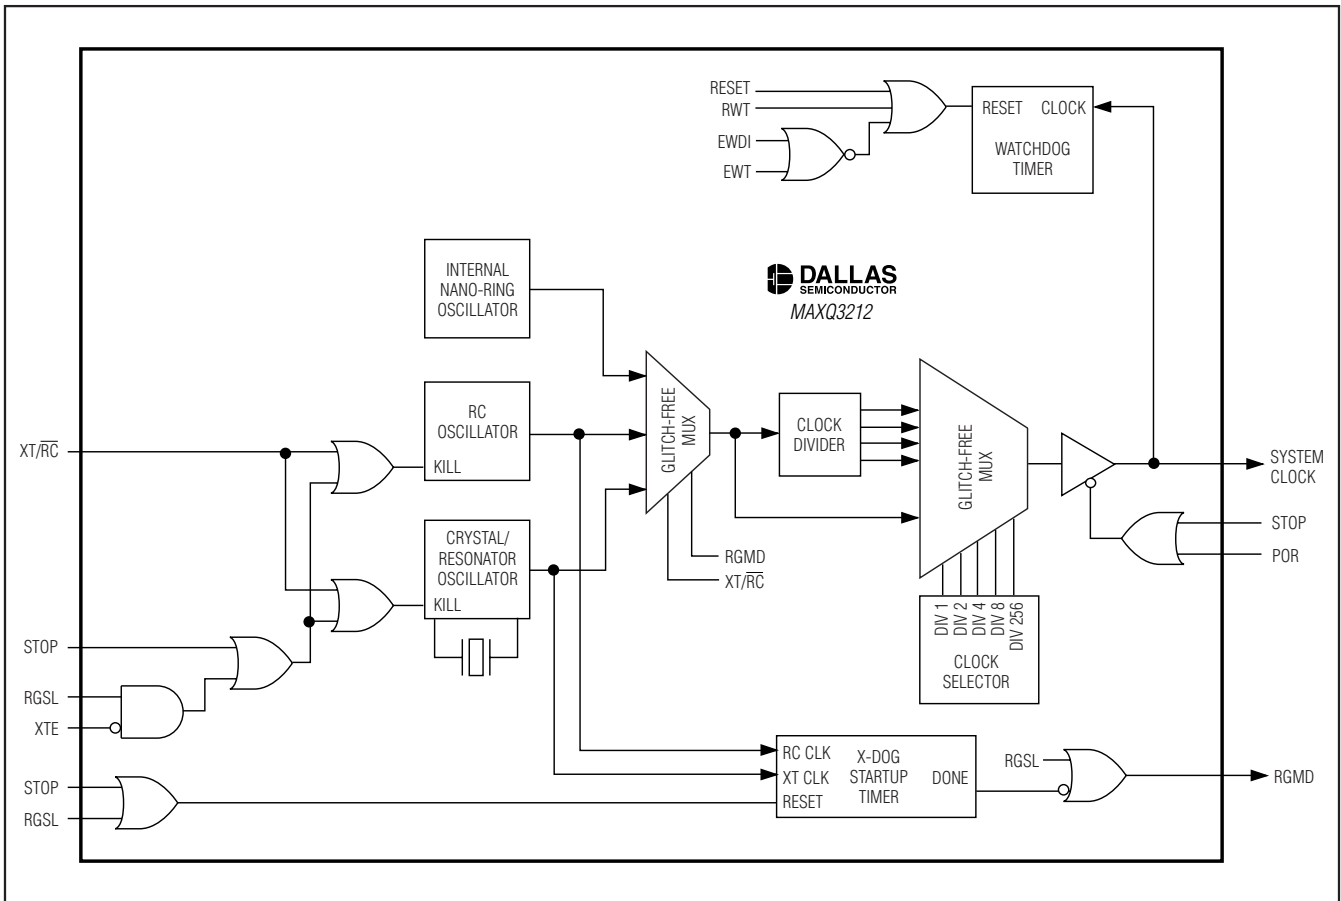 RESET
RWT
EWDI
EWT
RESET CLOCK
WATCHDOG
TIMER
INTERNAL
NANO-RING
OSCILLATOR
DALLAS
SEMICONDUCTOR
MAXQ3212
XT/R̅C̅
RC
OSCILLATOR
KILL
GLITCH-FREE
MUX
CLOCK
DIVIDER
GLITCH-FREE
MUX
SYSTEM
CLOCK
STOP
POR
CRYSTAL/
RESONATOR
OSCILLATOR
KILL
RGMD
XT/R̅C̅
DIV 1
DIV 2
DIV 4
DIV 8
DIV 256
CLOCK
SELECTOR
STOP
RGSL
XTE
STOP
RGSL
RC CLK
XT CLK
RESET
X-DOG
STARTUP
TIMER
DONE
RGSL
RGMD